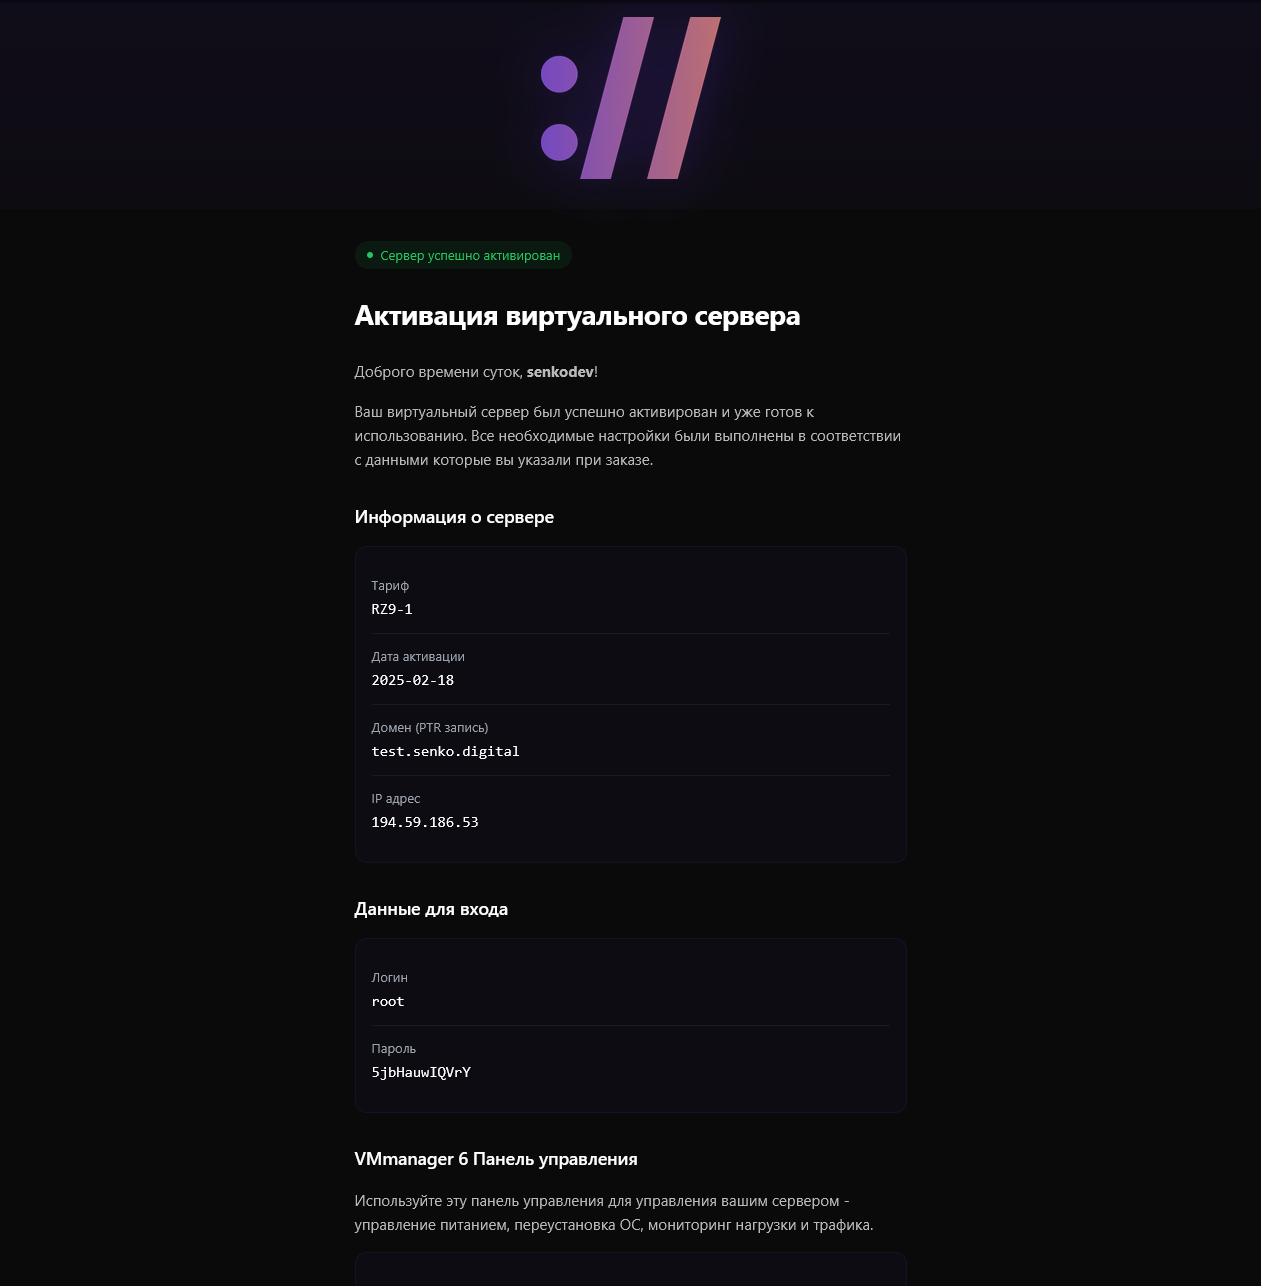 ://
Сервер успешно активирован
Активация виртуального сервера
Доброго времени суток, senkodev!
Ваш виртуальный сервер был успешно активирован и уже готов к
использованию. Все необходимые настройки были выполнены в соответствии
с данными которые вы указали при заказе.
Информация о сервере
Тариф
RZ9-1
Дата активации
2025-02-18
Домен (PTR запись)
test.senko.digital
IP адрес
194.59.186.53
Данные для входа
Логин
root
Пароль
5jbHauwIQVrY
VMmanager 6 Панель управления
Используйте эту панель управления для управления вашим сервером -
управление питанием, переустановка ОС, мониторинг нагрузки и трафика.